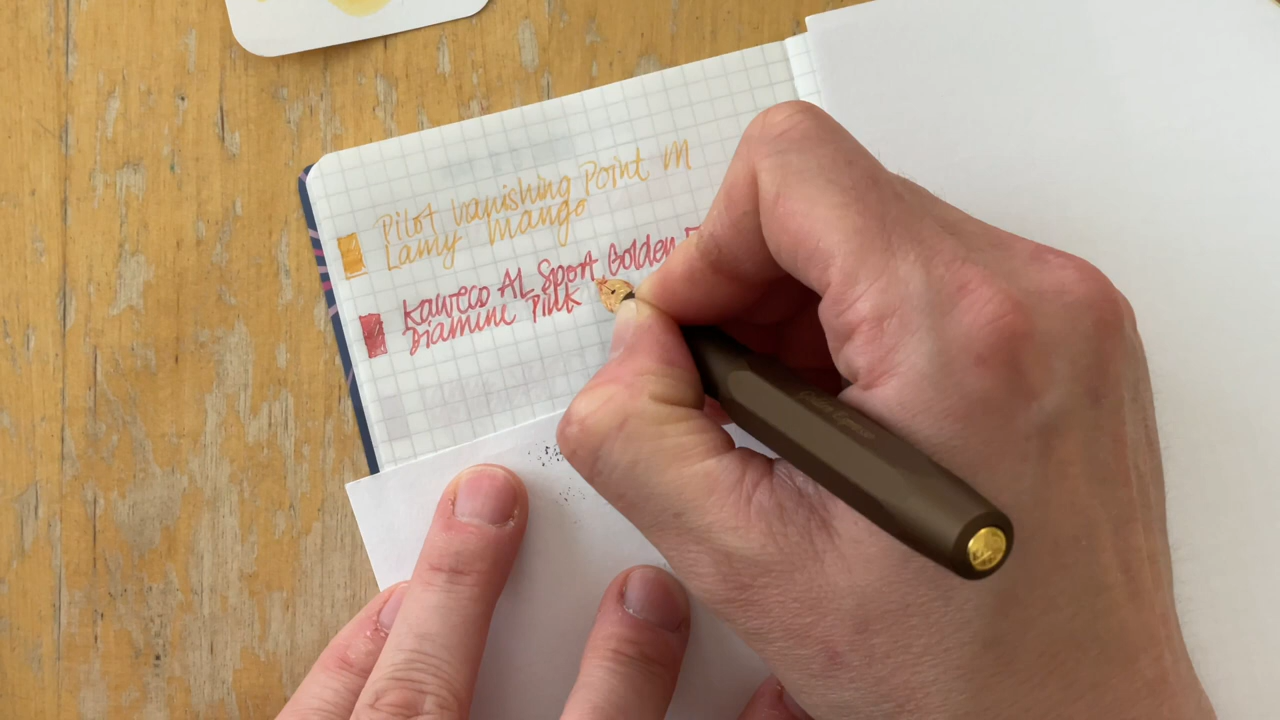 Pilot Vanishing Point M
Lamy Mango
Kaweco AL Sport Golden
Diamine Pink